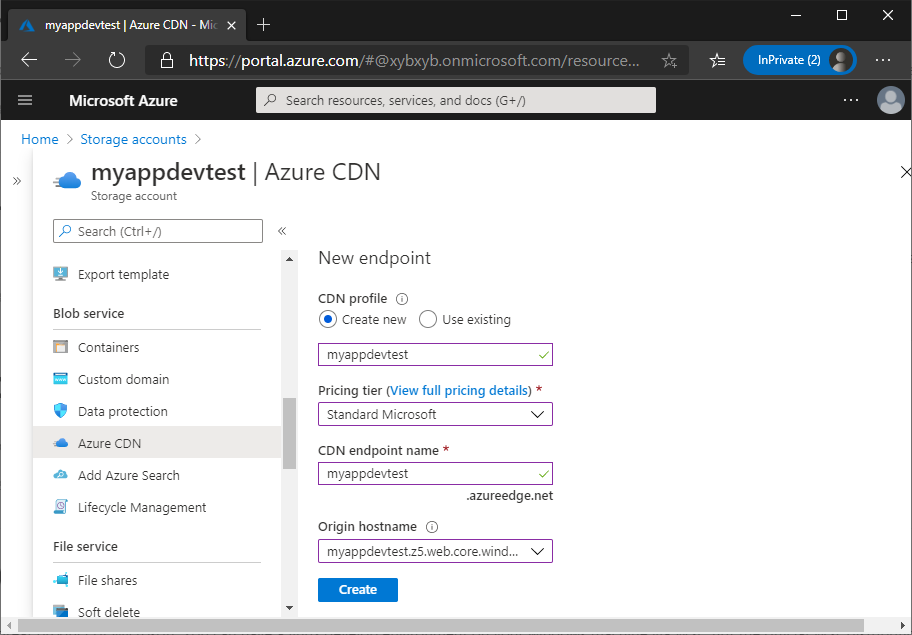 myappdevtest | Azure CDN - Mic
https://portal.azure.com/#@xybxyb.onmicrosoft.com/resource...
InPrivate (2)
Microsoft Azure
Search resources, services, and docs (G+/)
Home > Storage accounts >
myappdevtest | Azure CDN
Storage account
Search (Ctrl+/)
Export template
Blob service
Containers
Custom domain
Data protection
Azure CDN
Add Azure Search
Lifecycle Management
File service
File shares
Soft delete
New endpoint
CDN profile
Create new Use existing
myappdevtest
Pricing tier (View full pricing details) *
Standard Microsoft
CDN endpoint name *
myappdevtest
.azureedge.net
Origin hostname
myappdevtest.z5.web.core.wind...
Create